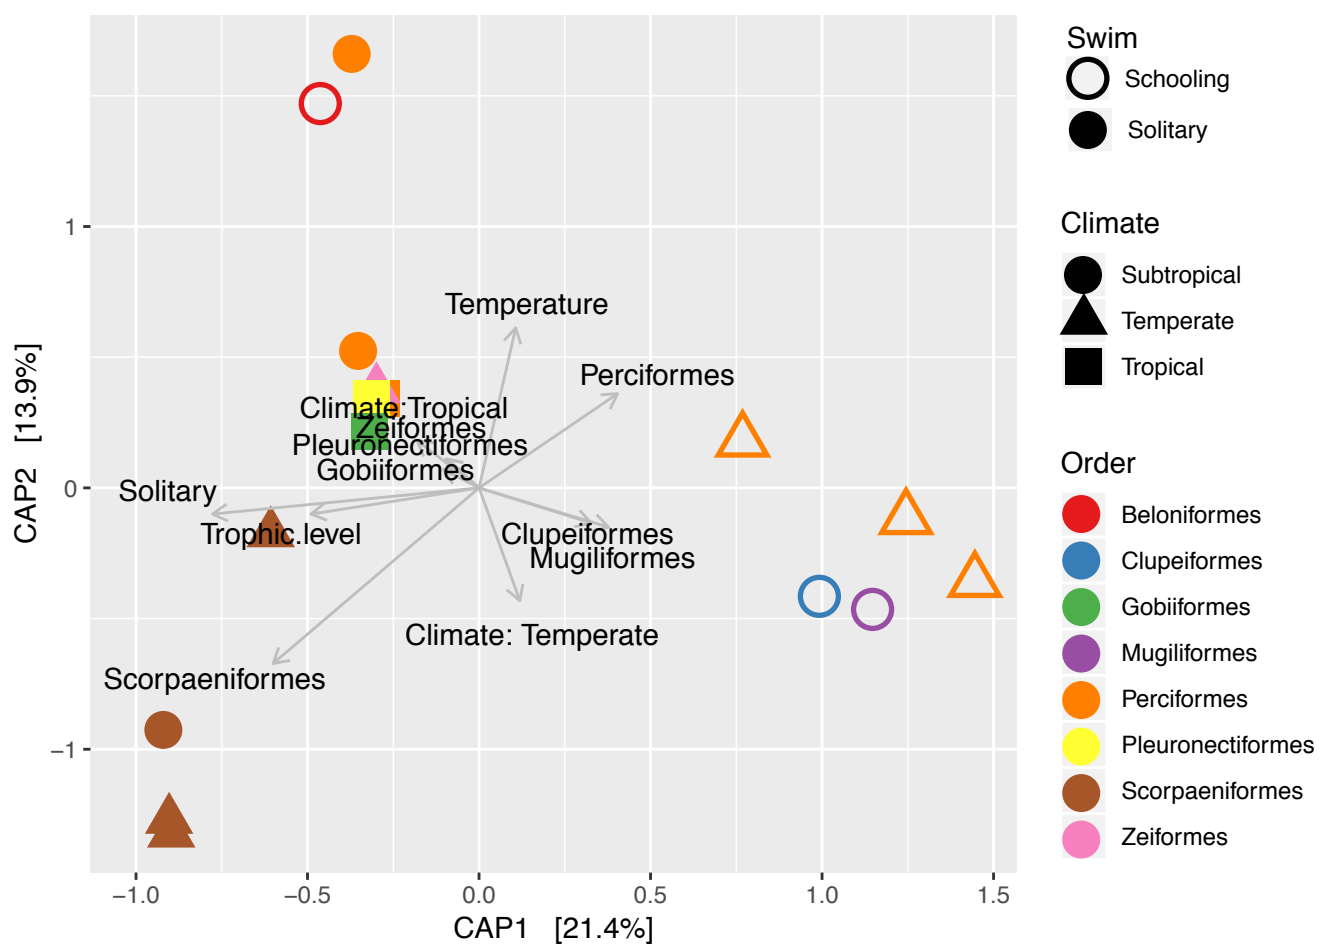 Swim
Schooling
Solitary
Climate
Subtropical
Temperate
Tropical
Order
Beloniformes
Clupeiformes
Gobiiformes
Mugiliformes
Perciformes
Pleuronectiformes
Scorpaeniformes
Zeiformes
Temperature
Perciformes
Climate:Tropical
Zeiformes
Pleuronectiformes
Gobiiformes
Solitary
Trophic.level
Clupeiformes
Mugiliformes
Climate: Temperate
Scorpaeniformes
1
0
−1
−1.0
−0.5
0.0
0.5
1.0
1.5
CAP1 [21.4%]
CAP2 [13.9%]